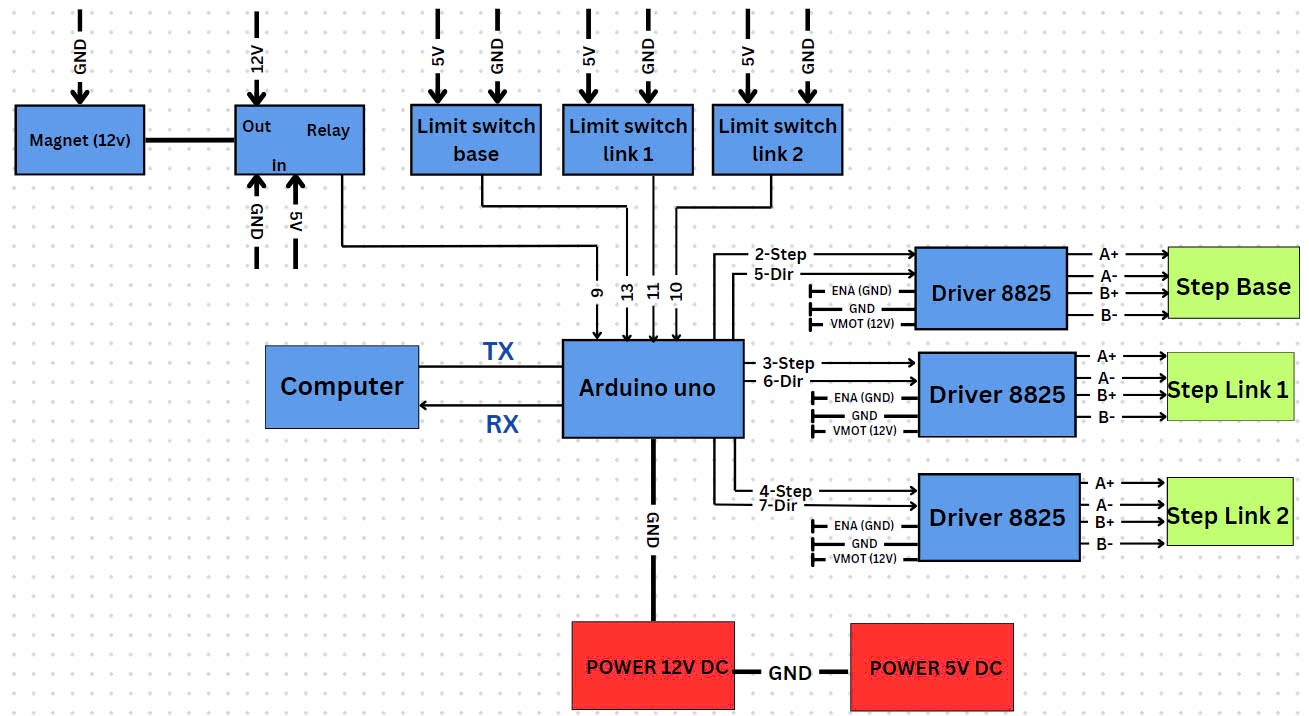 GND
12V
5V
GND
5V
GND
5V
GND
Magnet (12v)
Out
Relay
in
Limit switch
base
Limit switch
link 1
Limit switch
link 2
GND
5V
9
13
11
10
2-Step
5-Dir
ENA (GND)
GND
VMOT (12V)
Driver 8825
A+
A-
B+
B-
Step Base
Computer
TX
RX
Arduino uno
3-Step
6-Dir
ENA (GND)
GND
VMOT (12V)
Driver 8825
A+
A-
B+
B-
Step Link 1
4-Step
7-Dir
ENA (GND)
GND
VMOT (12V)
Driver 8825
A+
A-
B+
B-
Step Link 2
GND
POWER 12V DC
GND
POWER 5V DC